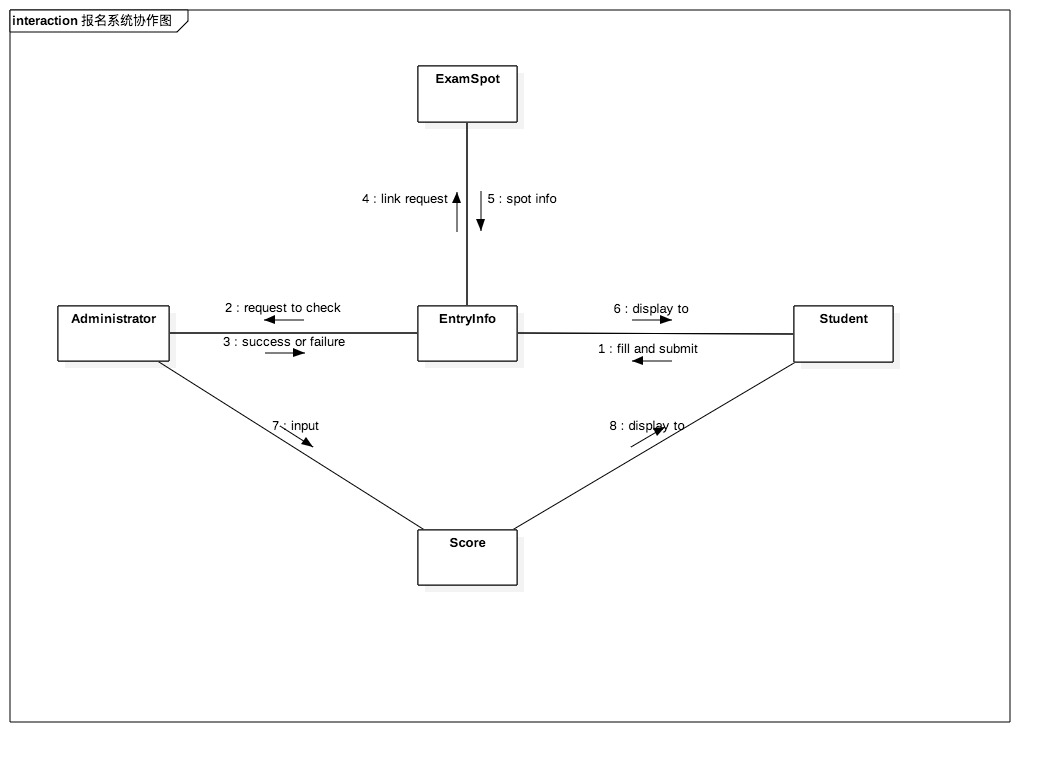 interaction 报名系统协作图
ExamSpot
4 : link request
5 : spot info
2 : request to check
6 : display to
Administrator
EntryInfo
Student
3 : success or failure
1 : fill and submit
7 : input
8 : display to
Score